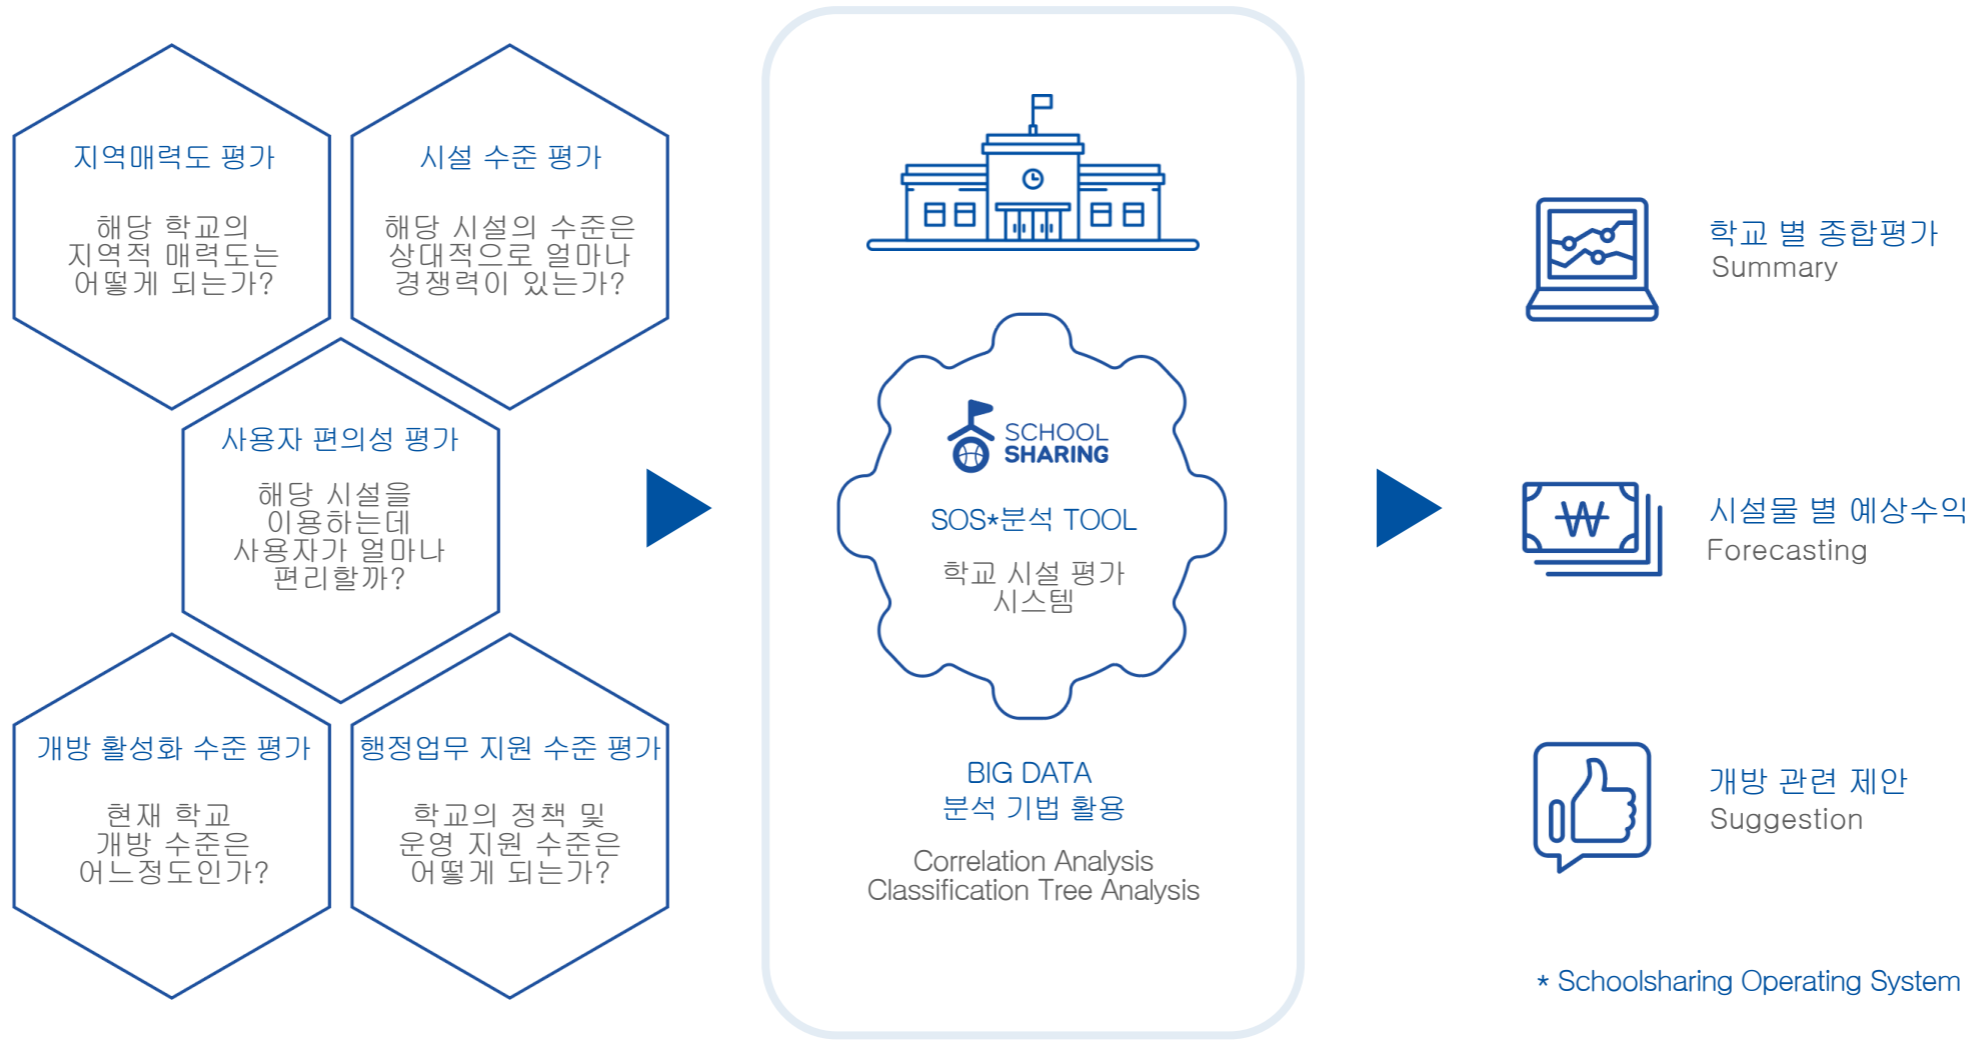 지역매력도 평가
해당 학교의
지역적 매력도는
어떻게 되는가?
시설 수준 평가
해당 시설의 수준은
상대적으로 얼마나
경쟁력이 있는가?
사용자 편의성 평가
해당 시설을
이용하는데
사용자가 얼마나
편리할까?
개방 활성화 수준 평가
현재 학교
개방 수준은
어느정도인가?
행정업무 지원 수준 평가
학교의 정책 및
운영 지원 수준은
어떻게 되는가?
SCHOOL
SHARING
SOS*분석 TOOL
학교 시설 평가
시스템
BIG DATA
분석 기법 활용
Correlation Analysis
Classification Tree Analysis
학교 별 종합평가
Summary
시설물 별 예상수익
Forecasting
개방 관련 제안
Suggestion
* Schoolsharing Operating System